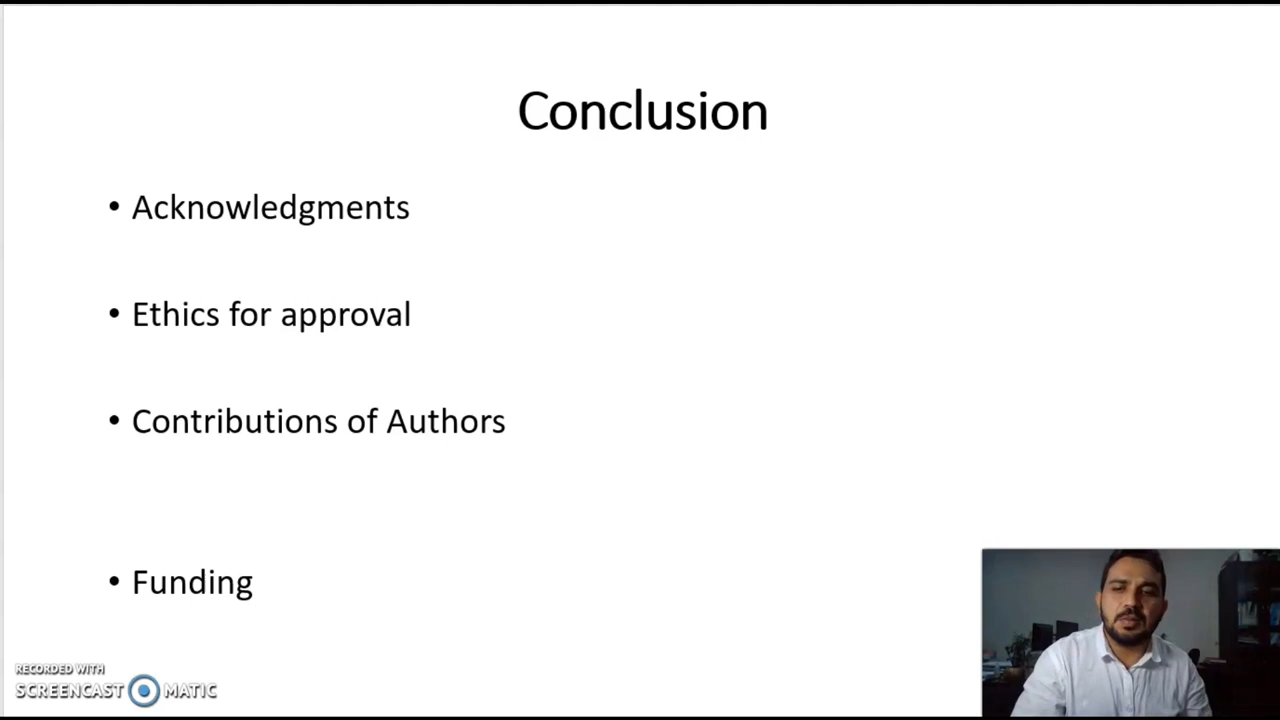 Conclusion
• Acknowledgments
• Ethics for approval
• Contributions of Authors
• Funding
RECORDED WITH
SCREENCAST MATIC